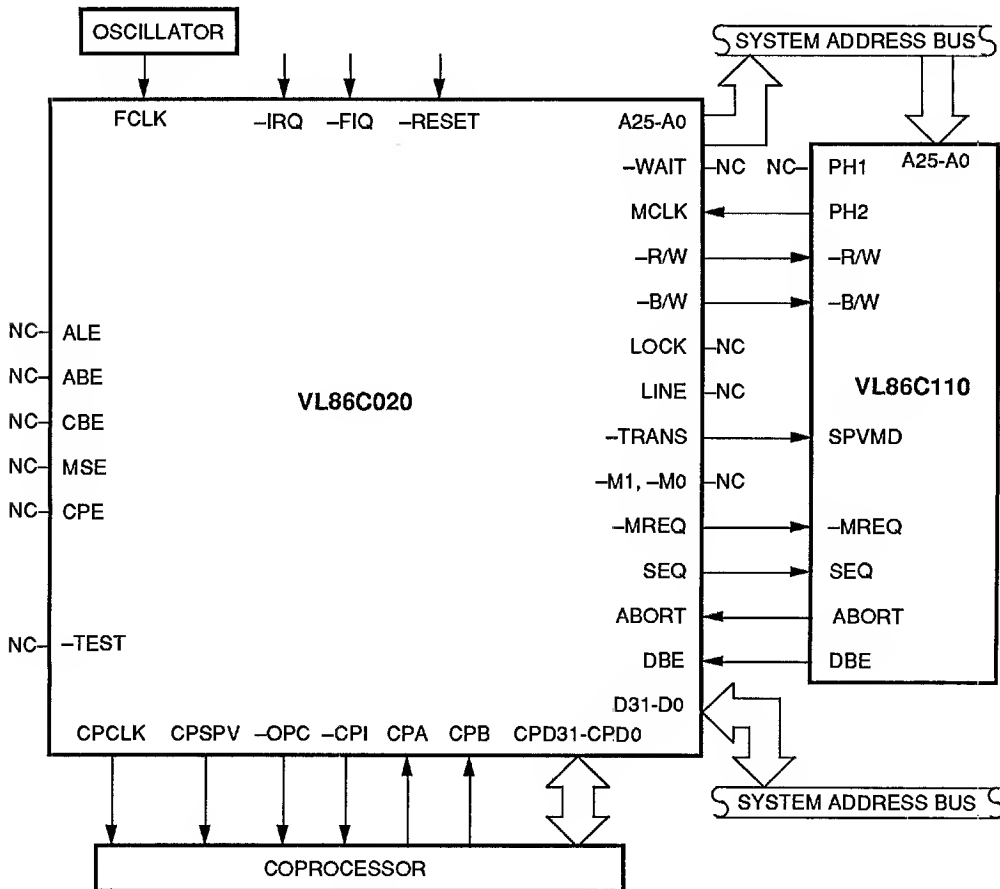 OSCILLATOR
SYSTEM ADDRESS BUS
FCLK
–IRQ
–FIQ
–RESET
A25-A0
–WAIT
NC
MCLK
–R/W
–B/W
LOCK
NC
LINE
NC
–TRANS
–M1, –M0
NC
–MREQ
SEQ
ABORT
DBE
D31-D0
NC
PH1
A25-A0
PH2
–R/W
–B/W
VL86C110
SPVMD
–MREQ
SEQ
ABORT
DBE
NC
ALE
NC
ABE
NC
CBE
NC
MSE
NC
CPE
VL86C020
NC
–TEST
CPCLK
CPSPV
–OPC
–CPI
CPA
CPB
CPD31-CPD0
SYSTEM ADDRESS BUS
COPROCESSOR